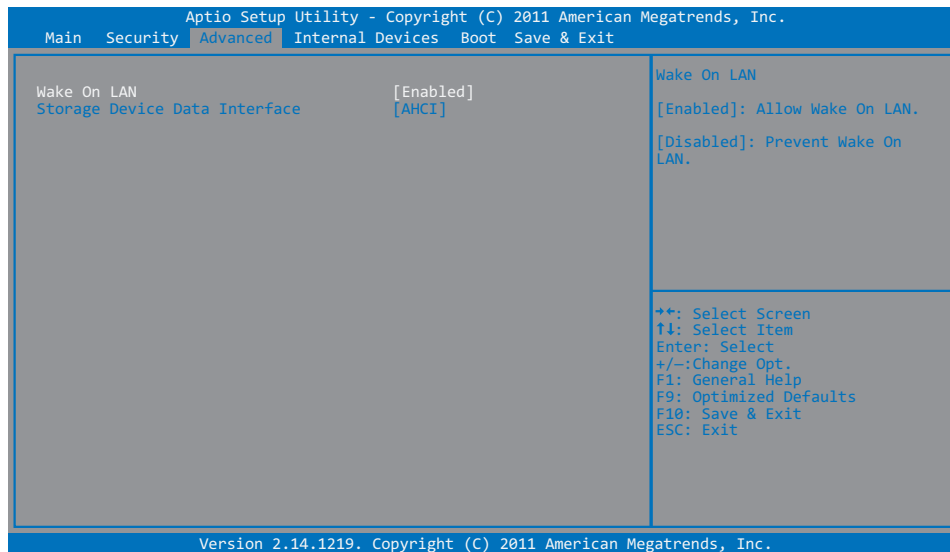 Aptio Setup Utility - Copyright (C) 2011 American Megatrends, Inc.
Main Security Advanced Internal Devices Boot Save & Exit
Wake On LAN [Enabled]
Storage Device Data Interface [AHCI]
Wake On LAN
[Enabled]: Allow Wake On LAN.
[Disabled]: Prevent Wake On
LAN.
→←: Select Screen
↑↓: Select Item
Enter: Select
+/—:Change Opt.
F1: General Help
F9: Optimized Defaults
F10: Save & Exit
ESC: Exit
Version 2.14.1219. Copyright (C) 2011 American Megatrends, Inc.